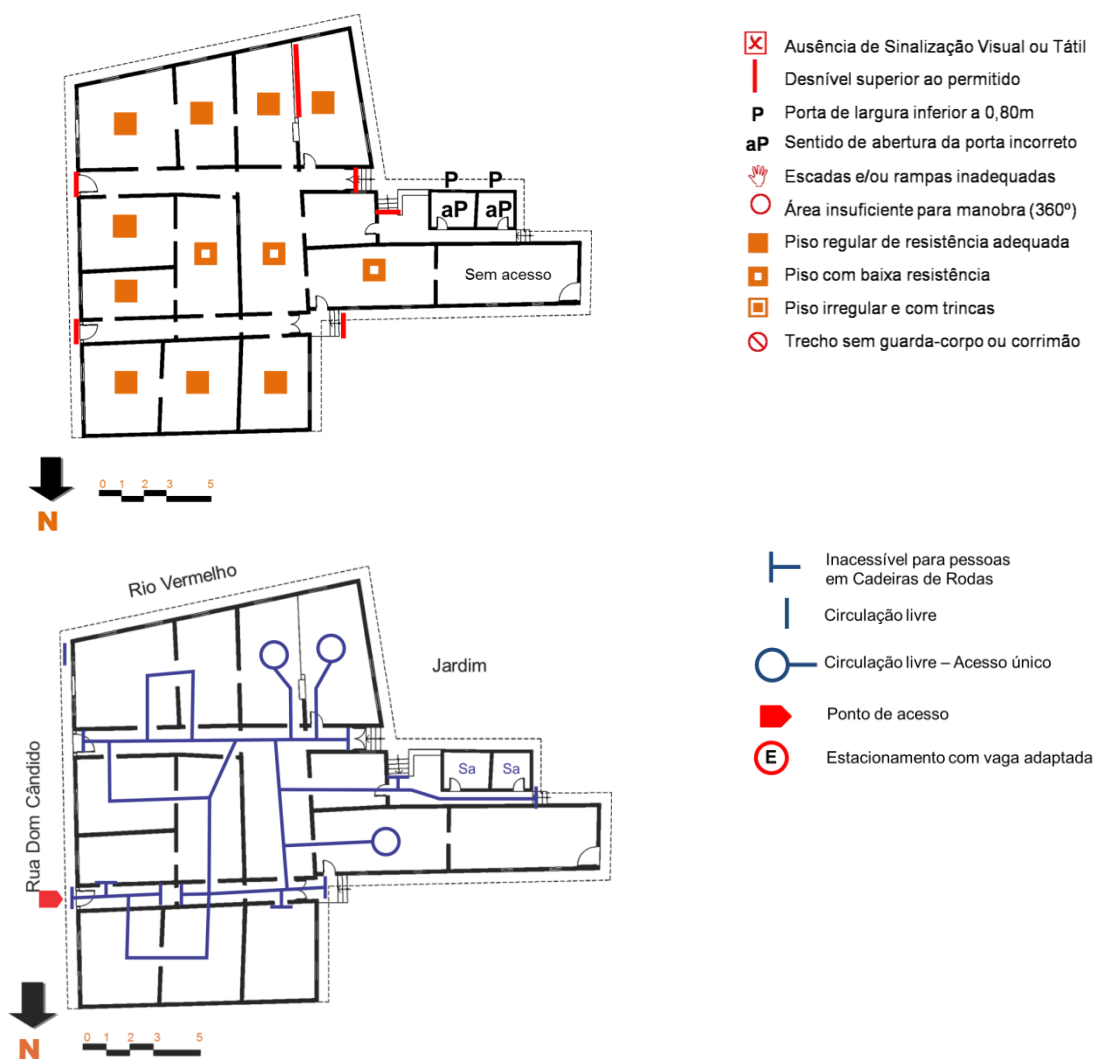 Ausência de Sinalização Visual ou Tátil
Desnível superior ao permitido
P
Porta de largura inferior a 0,80m
aP
Sentido de abertura da porta incorreto
Escadas e/ou rampas inadequadas
Área insuficiente para manobra (360º)
Piso regular de resistência adequada
Piso com baixa resistência
Piso irregular e com trincas
Trecho sem guarda-corpo ou corrimão
P P
aP aP
Sem acesso
0 1 2 3 5
N
Rio Vermelho
Jardim
Sa Sa
Rua Dom Cândido
0 1 2 3 5
N
Inacessível para pessoas
em Cadeiras de Rodas
Circulação livre
Circulação livre – Acesso único
Ponto de acesso
E
Estacionamento com vaga adaptada